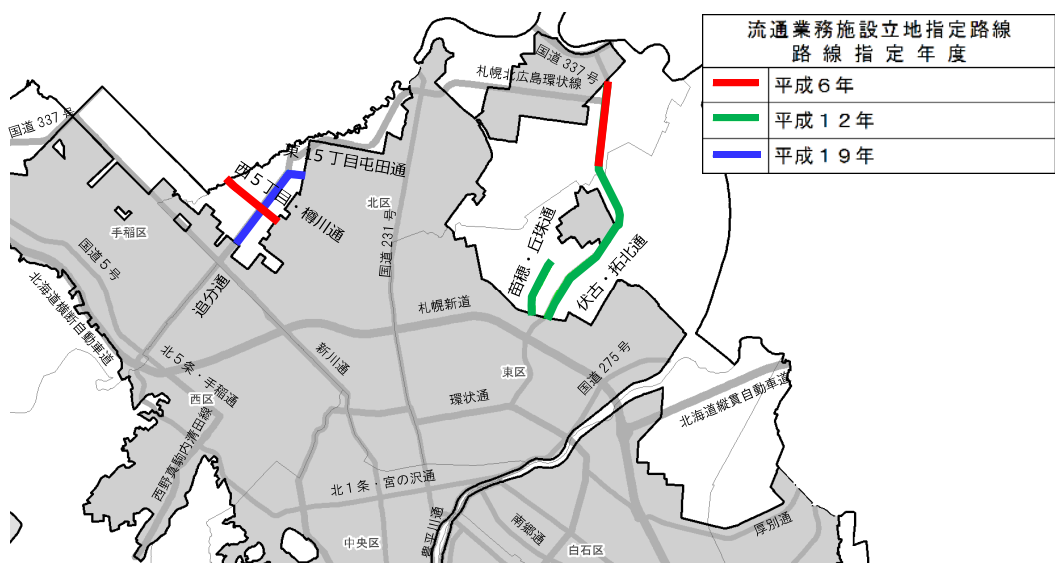 流通業務施設立地指定路線
路線指定年度
平成６年
平成１２年
平成１９年
国道337号
札幌北広島環状線
国道337号
東15丁目屯田通
西５丁目・樽川通
北区
手稲区
国道231号
苗穂・丘珠通
伏古・拓北通
国道5号
追分通
北海道横断自動車道
札幌新道
北５条・手稲通
新川通
東区
国道275号
西区
環状通
北海道縦貫自動車道
西野真駒内清田線
北１条・宮の沢通
豊平川通
南郷通
厚別通
中央区
白石区